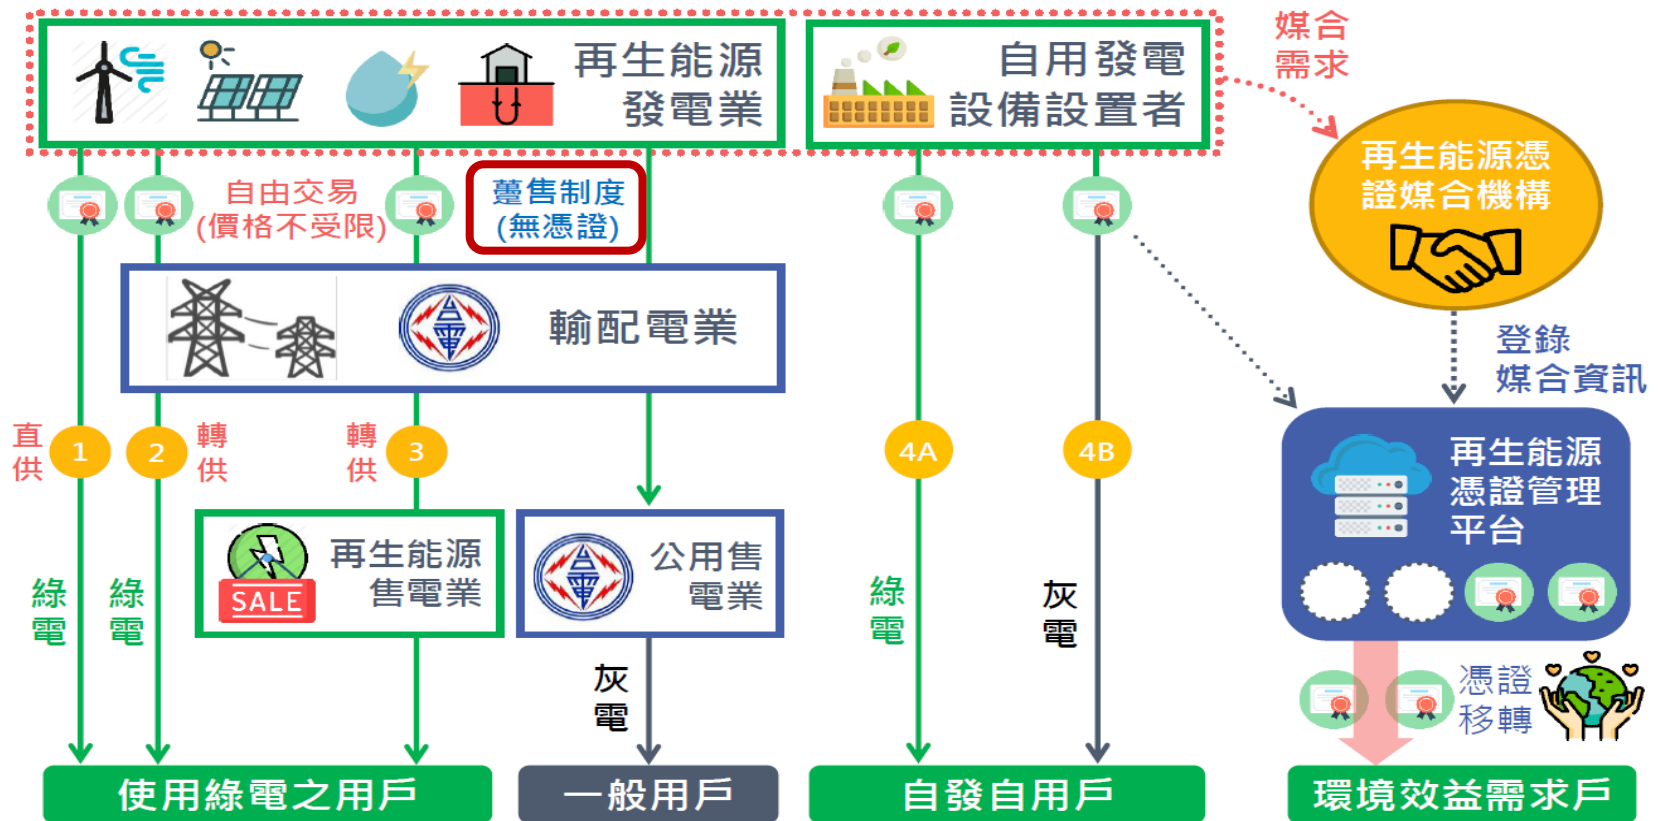 再生能源
發電業
自用發電
設備設置者
媒合
需求
再生能源憑
證媒合機構
自由交易
(價格不受限)
躉售制度
(無憑證)
輸配電業
登錄
媒合資訊
直
供
1
2
轉
供
轉
供
3
4A
4B
再生能源
憑證管理
平台
SALE
再生能源
售電業
公用售
電業
綠
電
綠
電
綠
電
灰
電
灰
電
憑證
移轉
使用綠電之用戶
一般用戶
自發自用戶
環境效益需求戶